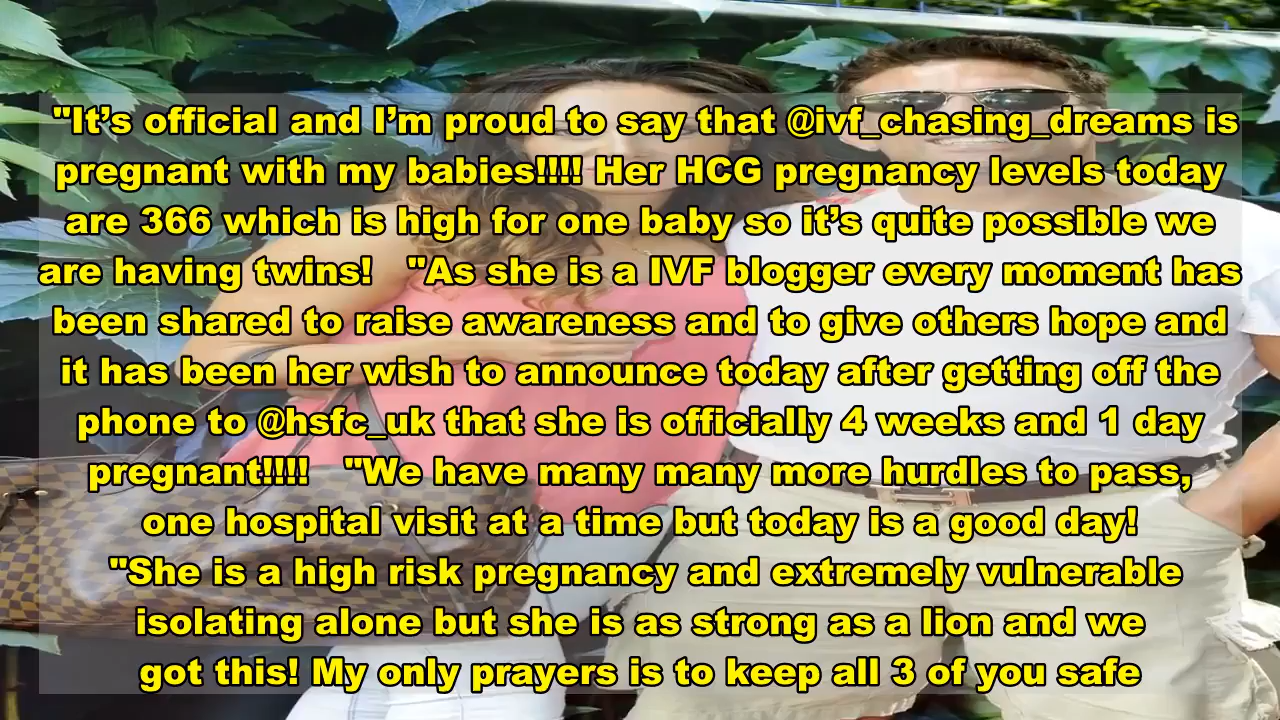 "It’s official and I’m proud to say that @ivf_chasing_dreams is
pregnant with my babies!!!! Her HCG pregnancy levels today
are 366 which is high for one baby so it’s quite possible we
are having twins!   "As she is a IVF blogger every moment has
been shared to raise awareness and to give others hope and
it has been her wish to announce today after getting off the
phone to @hsfc_uk that she is officially 4 weeks and 1 day
pregnant!!!!   "We have many many more hurdles to pass,
one hospital visit at a time but today is a good day!
"She is a high risk pregnancy and extremely vulnerable
isolating alone but she is as strong as a lion and we
got this! My only prayers is to keep all 3 of you safe